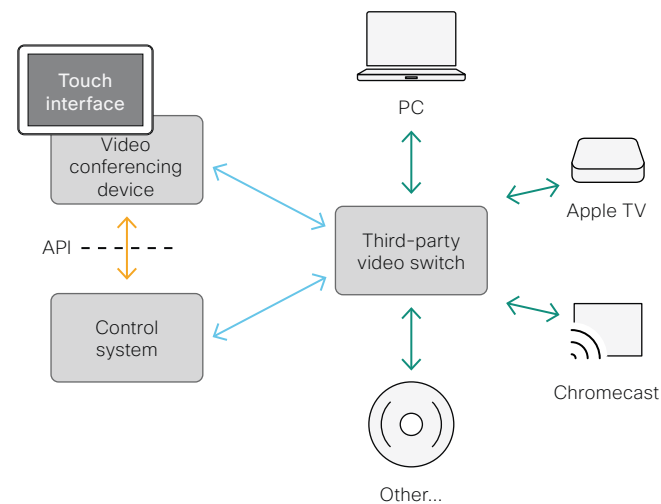 Touch
interface
Video
conferencing
device
API
Control
system
Third-party
video switch
PC
Apple TV
Chromecast
Other...